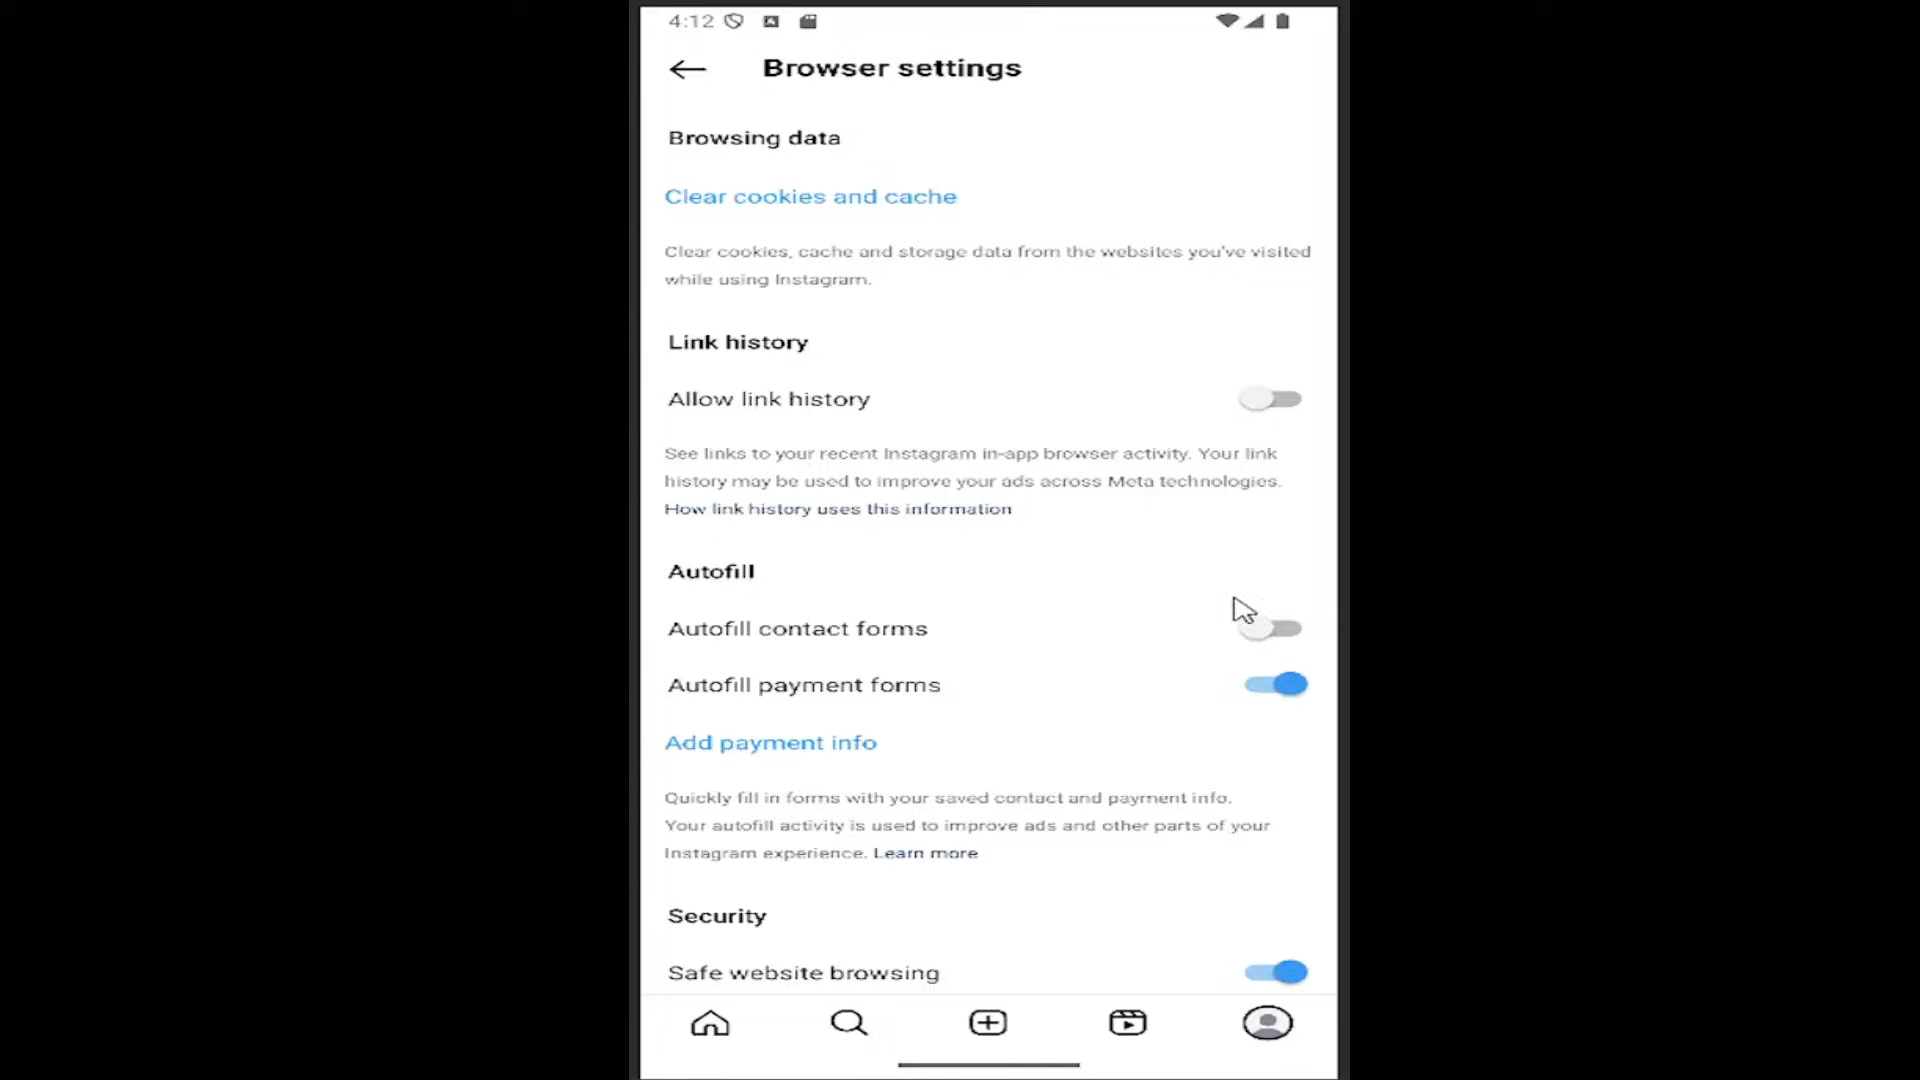 4:12
Browser settings
Browsing data
Clear cookies and cache
Clear cookies, cache and storage data from the websites you've visited
while using Instagram.
Link history
Allow link history
See links to your recent Instagram in-app browser activity. Your link
history may be used to improve your ads across Meta technologies.
How link history uses this information
Autofill
Autofill contact forms
Autofill payment forms
Add payment info
Quickly fill in forms with your saved contact and payment info.
Your autofill activity is used to improve ads and other parts of your
Instagram experience. Learn more
Security
Safe website browsing